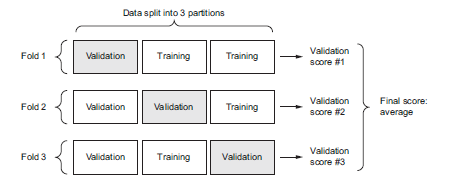 Data split into 3 partitions
Fold 1
Validation
Training
Training
Validation
score #1
Fold 2
Validation
Validation
Training
Validation
score #2
Final score:
average
Fold 3
Validation
Training
Validation
Validation
score #3